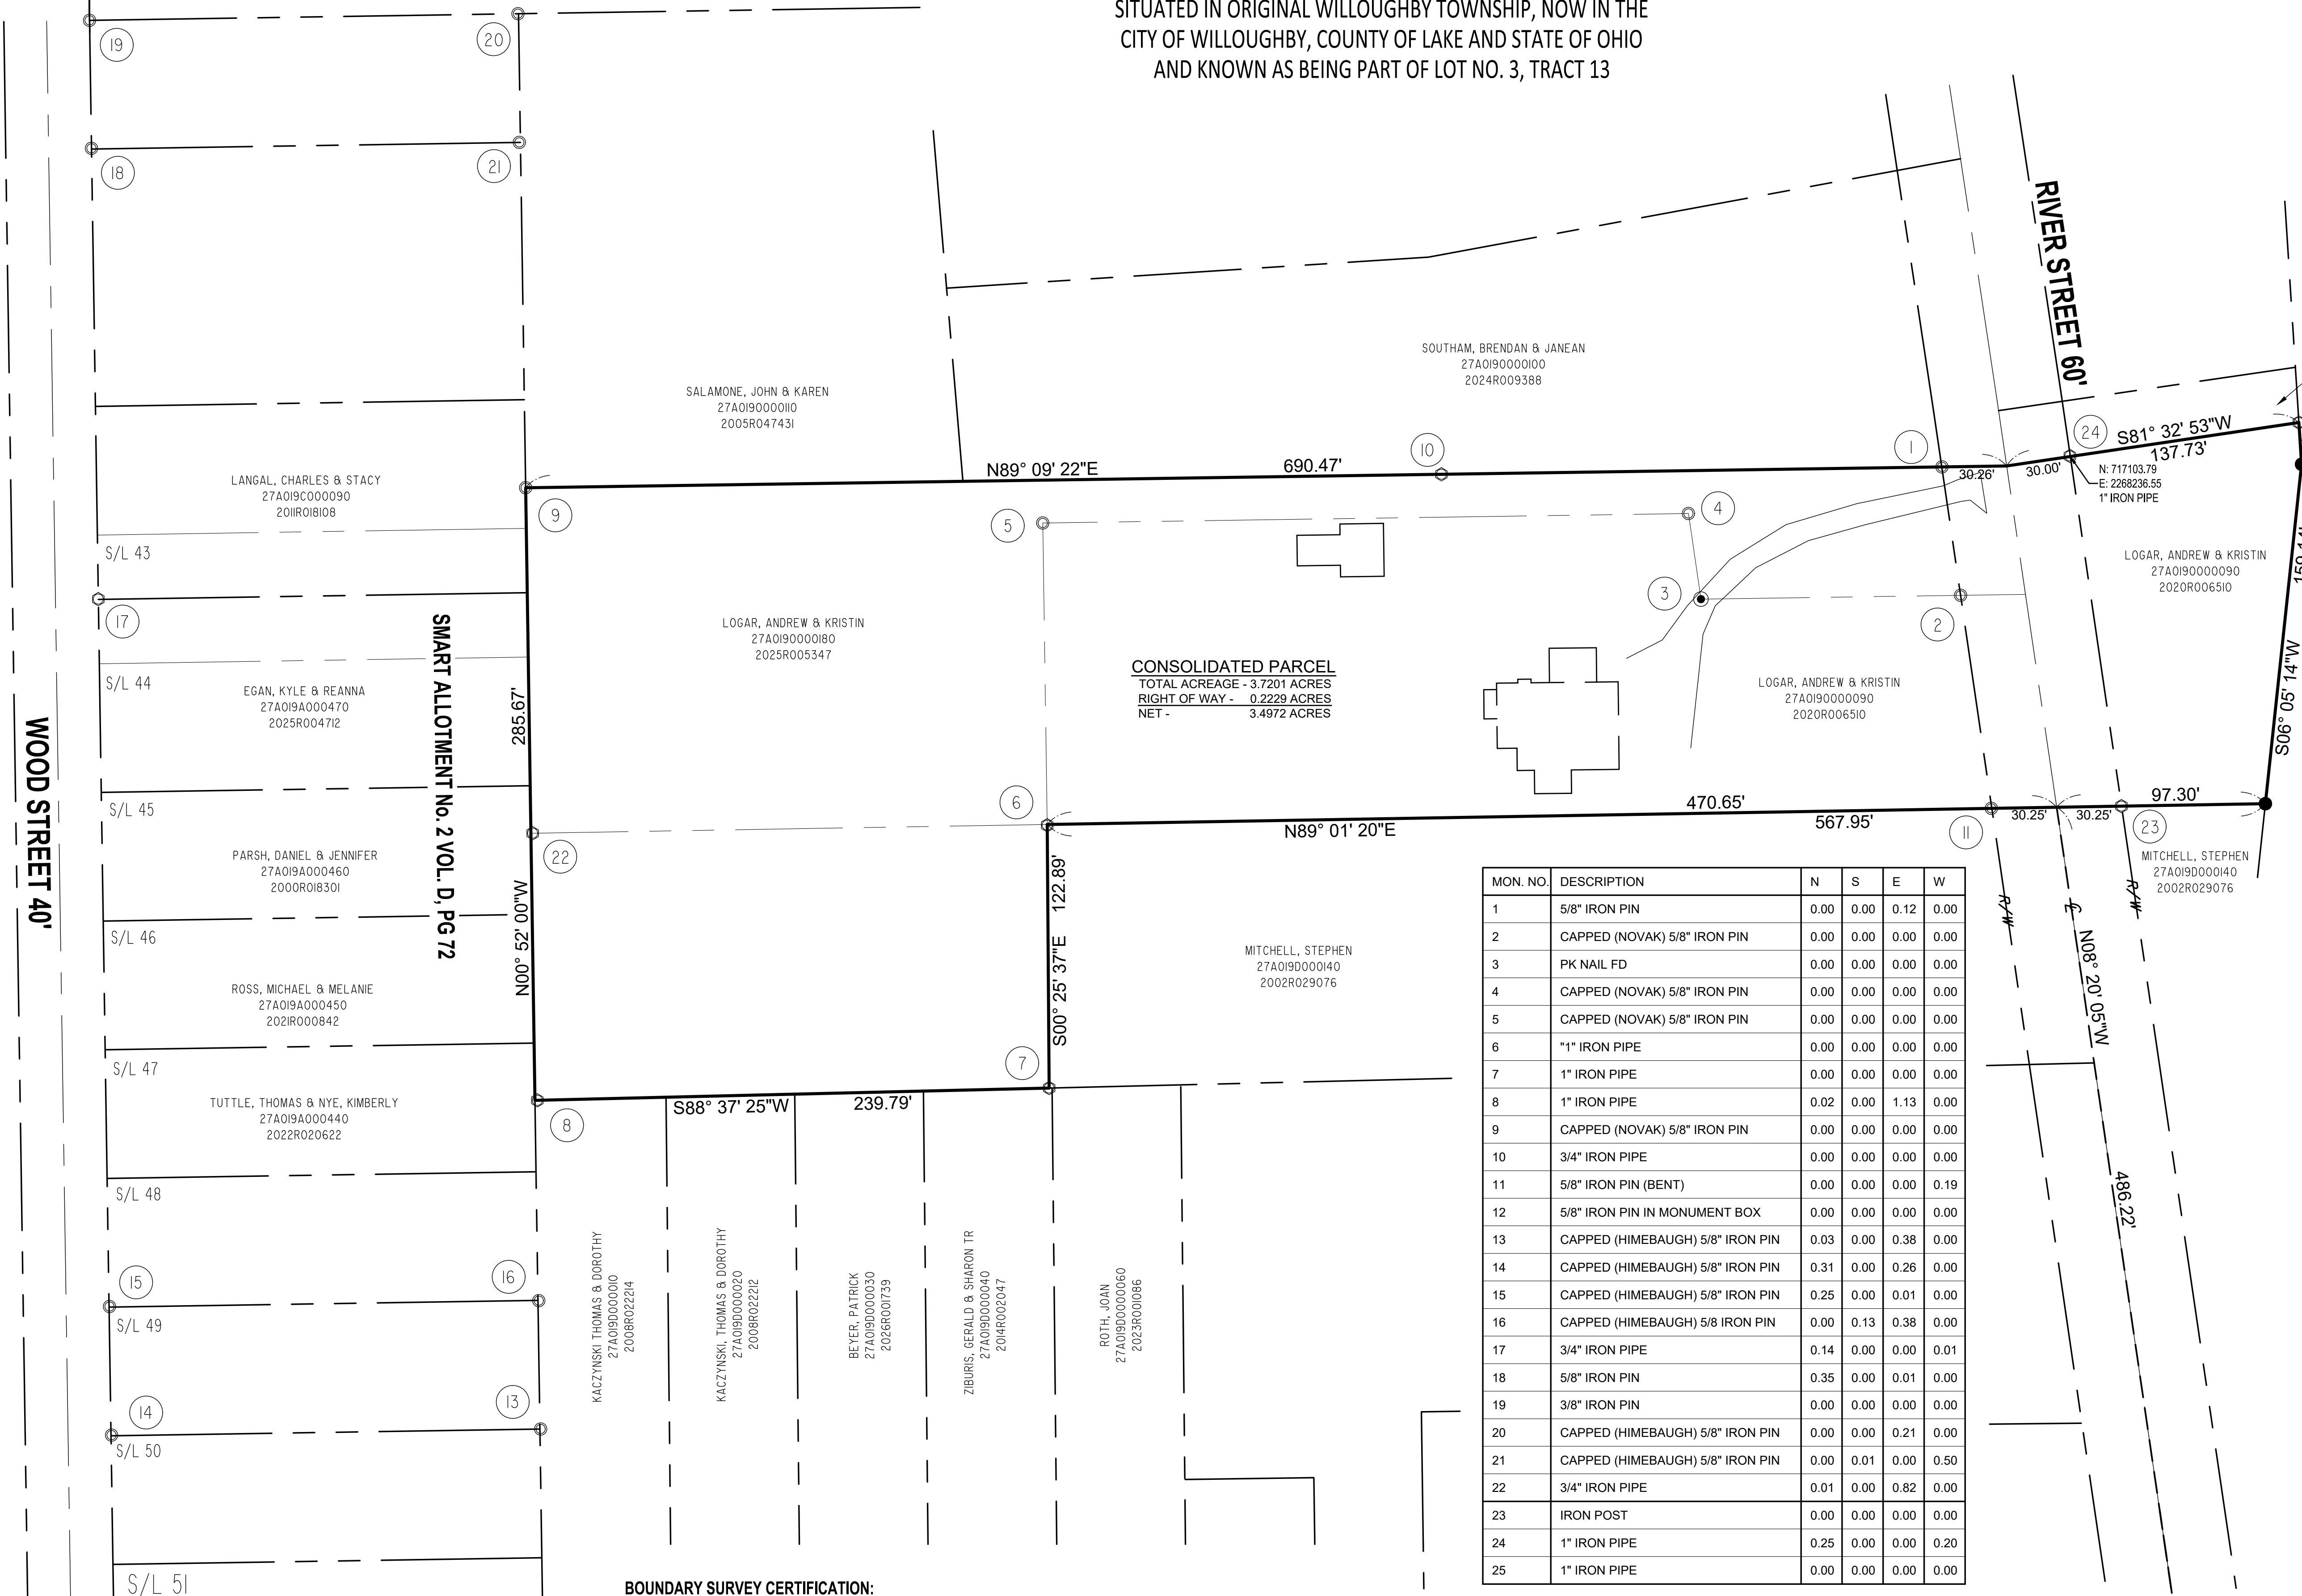 SITUATED IN ORIGINAL WILLOUGHBY TOWNSHIP, NOW IN THE
CITY OF WILLOUGHBY, COUNTY OF LAKE AND STATE OF OHIO
AND KNOWN AS BEING PART OF LOT NO. 3, TRACT 13
19
20
18
21
RIVER STREET 60'
SOUTHAM, BRENDAN & JANEAN
27A0190000100
2024R009388
SALAMONE, JOHN & KAREN
27A0190000110
2005R047431
LANGAL, CHARLES & STACY
27A019C000090
2011R018108
N89° 09' 22"E
690.47'
10
1
30.26'
30.00'
24
S81° 32' 53"W
137.73'
N: 717103.79
E: 2268236.55
1" IRON PIPE
9
5
4
S/L 43
LOGAR, ANDREW & KRISTIN
27A0190000090
2020R006510
3
2
17
SMART ALLOTMENT No. 2 VOL. D, PG 72
LOGAR, ANDREW & KRISTIN
27A0190000180
2025R005347
CONSOLIDATED PARCEL
TOTAL ACREAGE - 3.7201 ACRES
RIGHT OF WAY - 0.2229 ACRES
NET - 3.4972 ACRES
LOGAR, ANDREW & KRISTIN
27A0190000090
2020R006510
S06° 05' 14"W
S/L 44
EGAN, KYLE & REANNA
27A019A000470
2025R004712
285.67'
N00° 52' 00"W
WOOD STREET 40'
S/L 45
6
22
470.65'
N89° 01' 20"E
567.95'
11
30.25'
30.25'
97.30'
23
PARSH, DANIEL & JENNIFER
27A019A000460
2000R018301
MITCHELL, STEPHEN
27A019D000140
2002R029076
122.89'
S00° 25' 37"E
R/W
R/W
N08° 20' 05"W
486.22'
S/L 46
MITCHELL, STEPHEN
27A019D000140
2002R029076
ROSS, MICHAEL & MELANIE
27A019A000450
2021R000842
S/L 47
7
TUTTLE, THOMAS & NYE, KIMBERLY
27A019A000440
2022R020622
S88° 37' 25"W
239.79'
8
S/L 48
KACZYNSKI THOMAS & DOROTHY
27A019D000010
2008R022214
KACZYNSKI, THOMAS & DOROTHY
27A019D000020
2008R022212
BEYER, PATRICK
27A019D000030
2026R001739
ZIBURIS, GERALD & SHARON TR
27A019D000040
2014R002047
ROTH, JOAN
27A019D000060
2023R001086
15
16
S/L 49
14
13
S/L 50
S/L 51
MON. NO. DESCRIPTION N S E W
1 5/8" IRON PIN 0.00 0.00 0.12 0.00
2 CAPPED (NOVAK) 5/8" IRON PIN 0.00 0.00 0.00 0.00
3 PK NAIL FD 0.00 0.00 0.00 0.00
4 CAPPED (NOVAK) 5/8" IRON PIN 0.00 0.00 0.00 0.00
5 CAPPED (NOVAK) 5/8" IRON PIN 0.00 0.00 0.00 0.00
6 "1" IRON PIPE 0.00 0.00 0.00 0.00
7 1" IRON PIPE 0.00 0.00 0.00 0.00
8 1" IRON PIPE 0.02 0.00 1.13 0.00
9 CAPPED (NOVAK) 5/8" IRON PIN 0.00 0.00 0.00 0.00
10 3/4" IRON PIPE 0.00 0.00 0.00 0.00
11 5/8" IRON PIN (BENT) 0.00 0.00 0.00 0.19
12 5/8" IRON PIN IN MONUMENT BOX 0.00 0.00 0.00 0.00
13 CAPPED (HIMEBAUGH) 5/8" IRON PIN 0.03 0.00 0.38 0.00
14 CAPPED (HIMEBAUGH) 5/8" IRON PIN 0.31 0.00 0.26 0.00
15 CAPPED (HIMEBAUGH) 5/8" IRON PIN 0.25 0.00 0.01 0.00
16 CAPPED (HIMEBAUGH) 5/8 IRON PIN 0.00 0.13 0.38 0.00
17 3/4" IRON PIPE 0.14 0.00 0.00 0.01
18 5/8" IRON PIN 0.35 0.00 0.01 0.00
19 3/8" IRON PIN 0.00 0.00 0.00 0.00
20 CAPPED (HIMEBAUGH) 5/8" IRON PIN 0.00 0.00 0.21 0.00
21 CAPPED (HIMEBAUGH) 5/8" IRON PIN 0.00 0.01 0.00 0.50
22 3/4" IRON PIPE 0.01 0.00 0.82 0.00
23 IRON POST 0.00 0.00 0.00 0.00
24 1" IRON PIPE 0.25 0.00 0.00 0.20
25 1" IRON PIPE 0.00 0.00 0.00 0.00
BOUNDARY SURVEY CERTIFICATION: